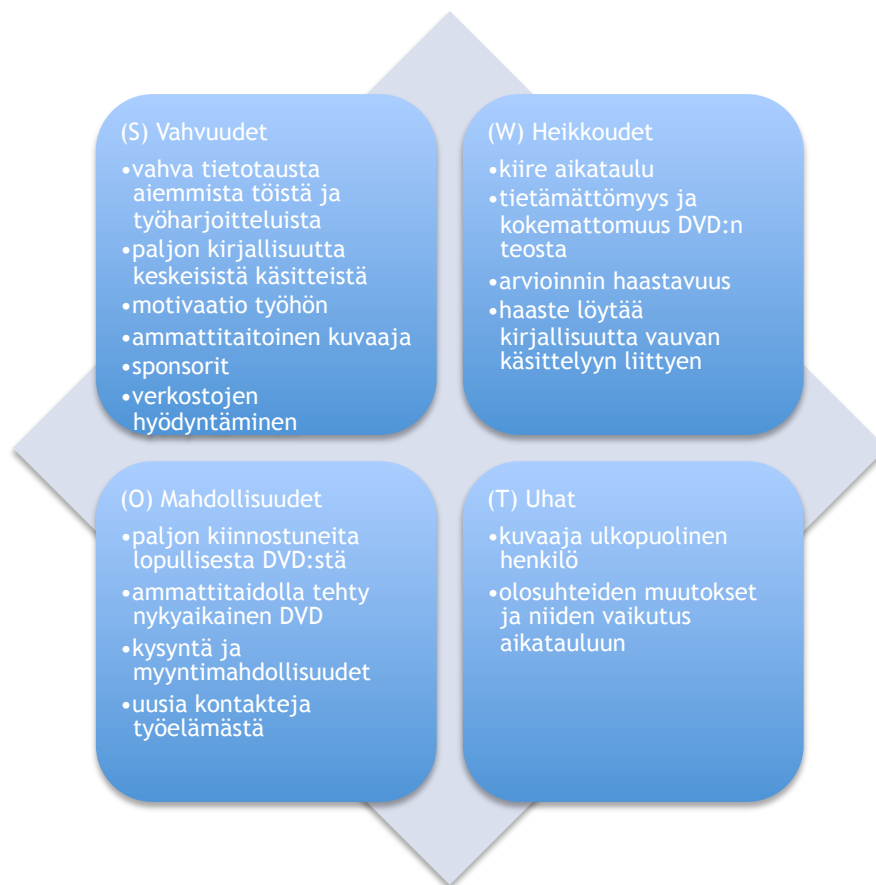 (S) Vahvuudet
•vahva tietotausta
aiemmista töistä ja
työharjoitteluista
•paljon kirjallisuutta
keskeisistä käsitteistä
•motivaatio työhön
•ammattitaitoinen kuvaaja
•sponsorit
•verkostojen
hyödyntäminen
(W) Heikkoudet
•kiire aikataulu
•tietämättömyys ja
kokemattomuus DVD:n
teosta
•arvioinnin haastavuus
•haaste löytää
kirjallisuutta vauvan
käsittelyyn liittyen
(O) Mahdollisuudet
•paljon kiinnostuneita
lopullisesta DVD:stä
•ammattitaidolla tehty
nykyaikainen DVD
•kysyntä ja
myyntimahdollisuudet
•uusia kontakteja
työelämästä
(T) Uhat
•kuvaaja ulkopuolinen
henkilö
•olosuhteiden muutokset
ja niiden vaikutus
aikatauluun